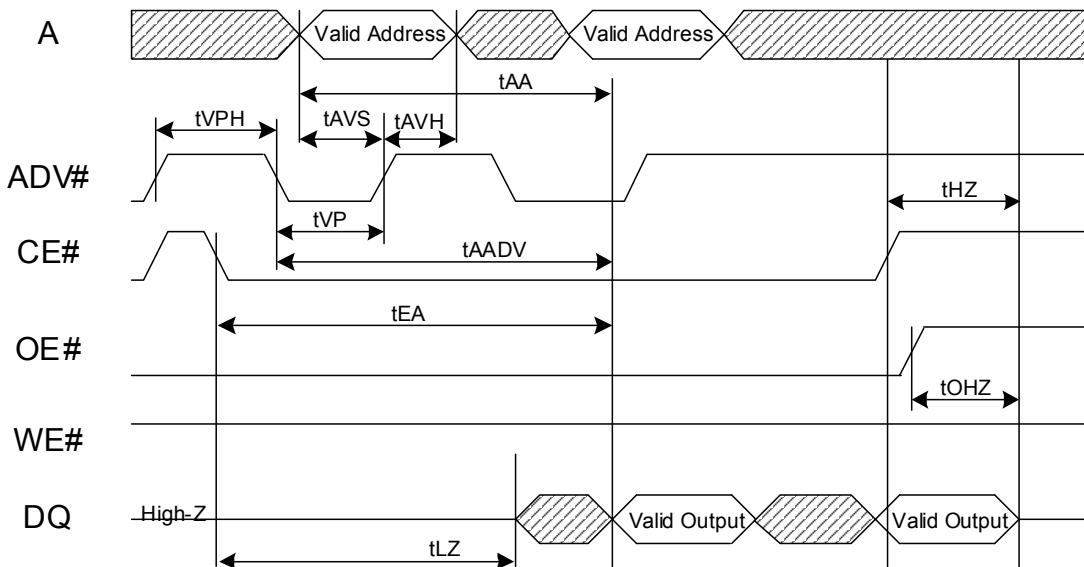 A
Valid Address
Valid Address
tAA
tVPH
tAVS
tAVH
ADV#
tHZ
tVP
CE#
tAADV
tEA
OE#
tOHZ
WE#
DQ
High-Z
Valid Output
Valid Output
tLZ